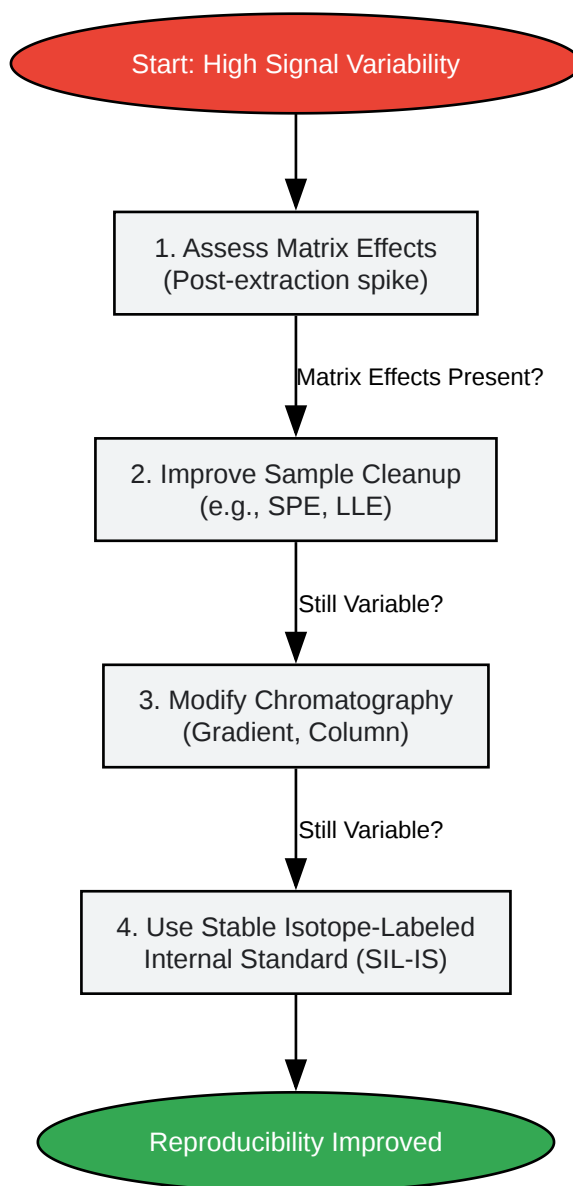 Start: High Signal Variability
1. Assess Matrix Effects
(Post-extraction spike)
Matrix Effects Present?
2. Improve Sample Cleanup
(e.g., SPE, LLE)
Still Variable?
3. Modify Chromatography
(Gradient, Column)
Still Variable?
4. Use Stable Isotope-Labeled
Internal Standard (SIL-IS)
Reproducibility Improved